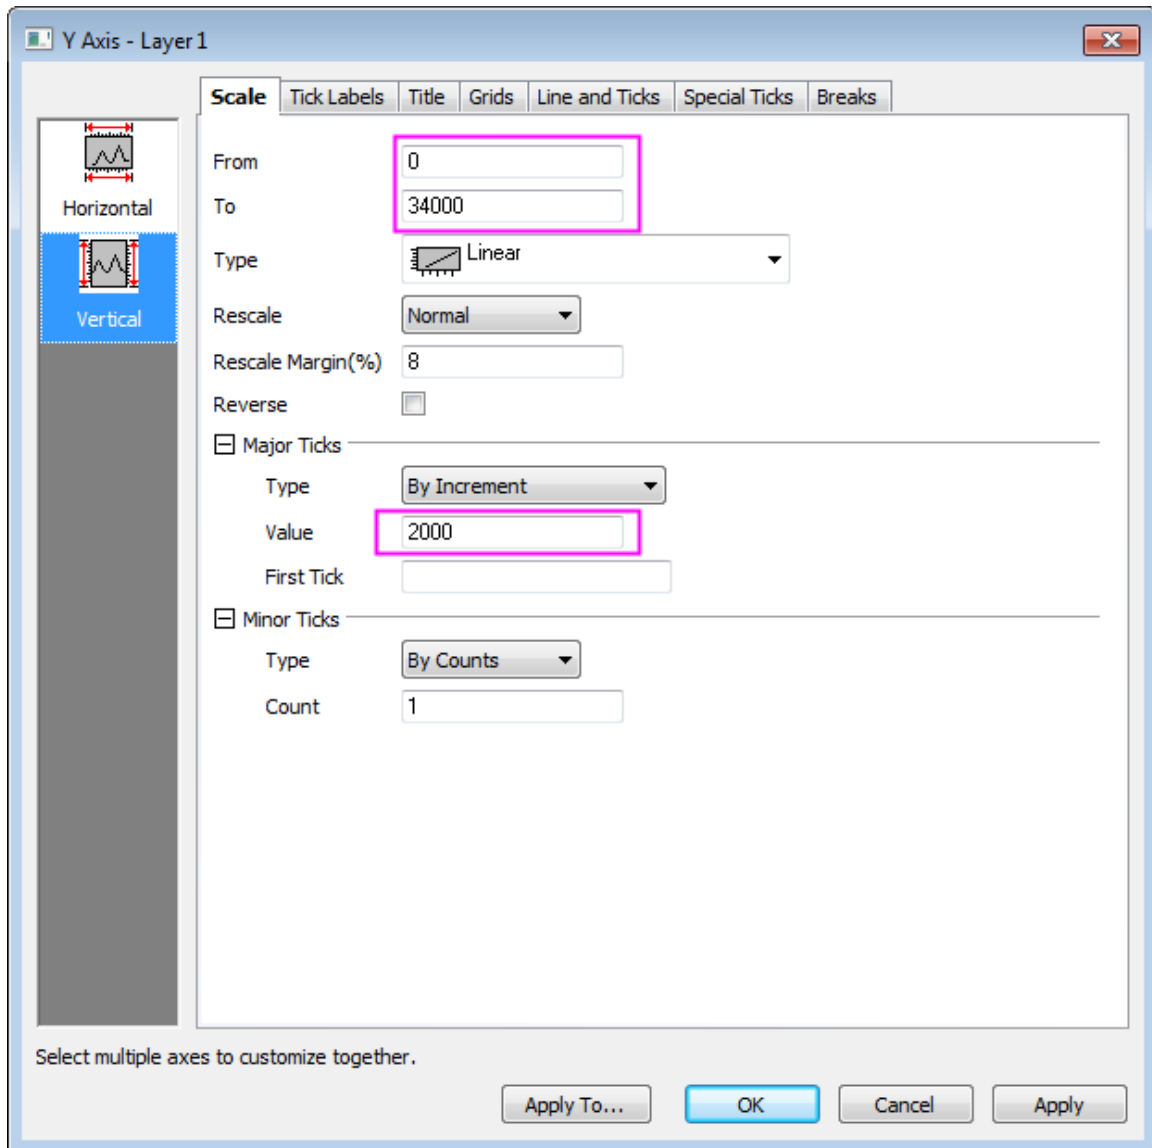 Y Axis - Layer1
Scale Tick Labels Title Grids Line and Ticks Special Ticks Breaks
Horizontal
Vertical
From 0
To 34000
Type Linear
Rescale Normal
Rescale Margin(%) 8
Reverse
Major Ticks
Type By Increment
Value 2000
First Tick
Minor Ticks
Type By Counts
Count 1
Select multiple axes to customize together.
Apply To... OK Cancel Apply